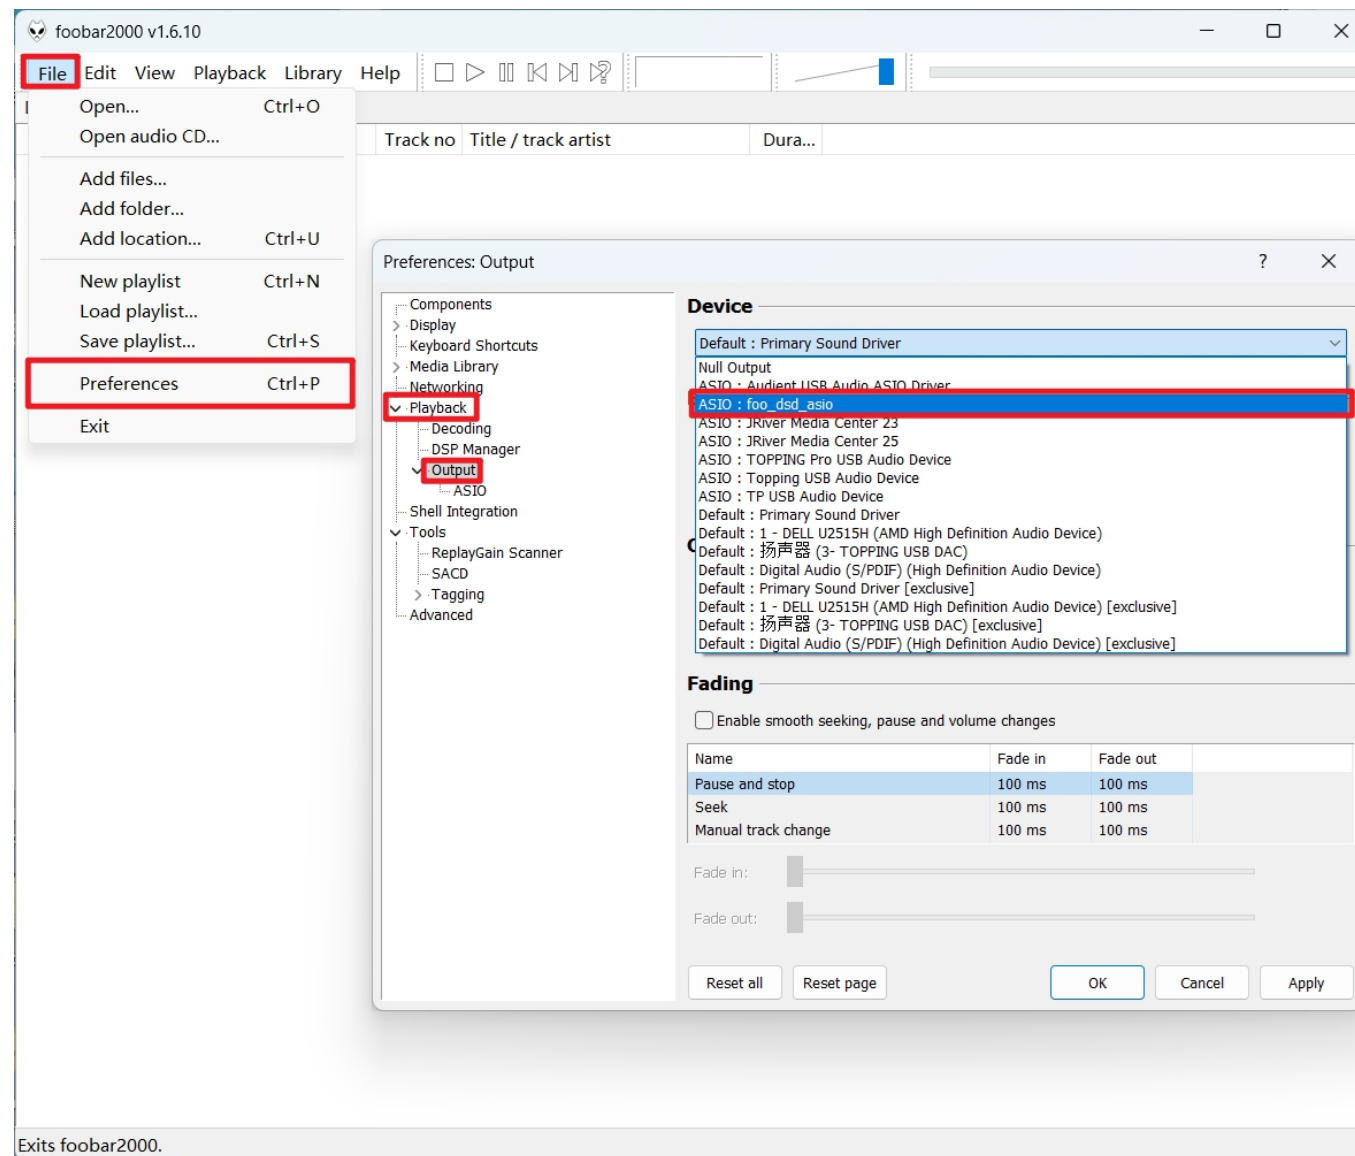 foobar2000 v1.6.10
File Edit View Playback Library Help
Open... Ctrl+O
Open audio CD...
Add files...
Add folder...
Add location... Ctrl+U
New playlist Ctrl+N
Load playlist...
Save playlist... Ctrl+S
Preferences Ctrl+P
Exit
Track no Title / track artist Dura...
Preferences: Output
Components
Display
Keyboard Shortcuts
Media Library
Networking
Playback
Decoding
DSP Manager
Output
ASIO
Shell Integration
Tools
ReplayGain Scanner
SACD
Tagging
Advanced
Device
Default : Primary Sound Driver
Null Output
ASIO : Audient USB Audio ASIO Driver
ASIO : foo_dsd_asio
ASIO : JRiver Media Center 23
ASIO : JRiver Media Center 25
ASIO : TOPPING Pro USB Audio Device
ASIO : Topping USB Audio Device
ASIO : TP USB Audio Device
Default : Primary Sound Driver
Default : 1 - DELL U2515H (AMD High Definition Audio Device)
Default : 扬声器 (3- TOPPING USB DAC)
Default : Digital Audio (S/PDIF) (High Definition Audio Device)
Default : Primary Sound Driver [exclusive]
Default : 1 - DELL U2515H (AMD High Definition Audio Device) [exclusive]
Default : 扬声器 (3- TOPPING USB DAC) [exclusive]
Default : Digital Audio (S/PDIF) (High Definition Audio Device) [exclusive]
Fading
Enable smooth seeking, pause and volume changes
Name Fade in Fade out
Pause and stop 100 ms 100 ms
Seek 100 ms 100 ms
Manual track change 100 ms 100 ms
Fade in:
Fade out:
Reset all Reset page OK Cancel Apply
Exits foobar2000.